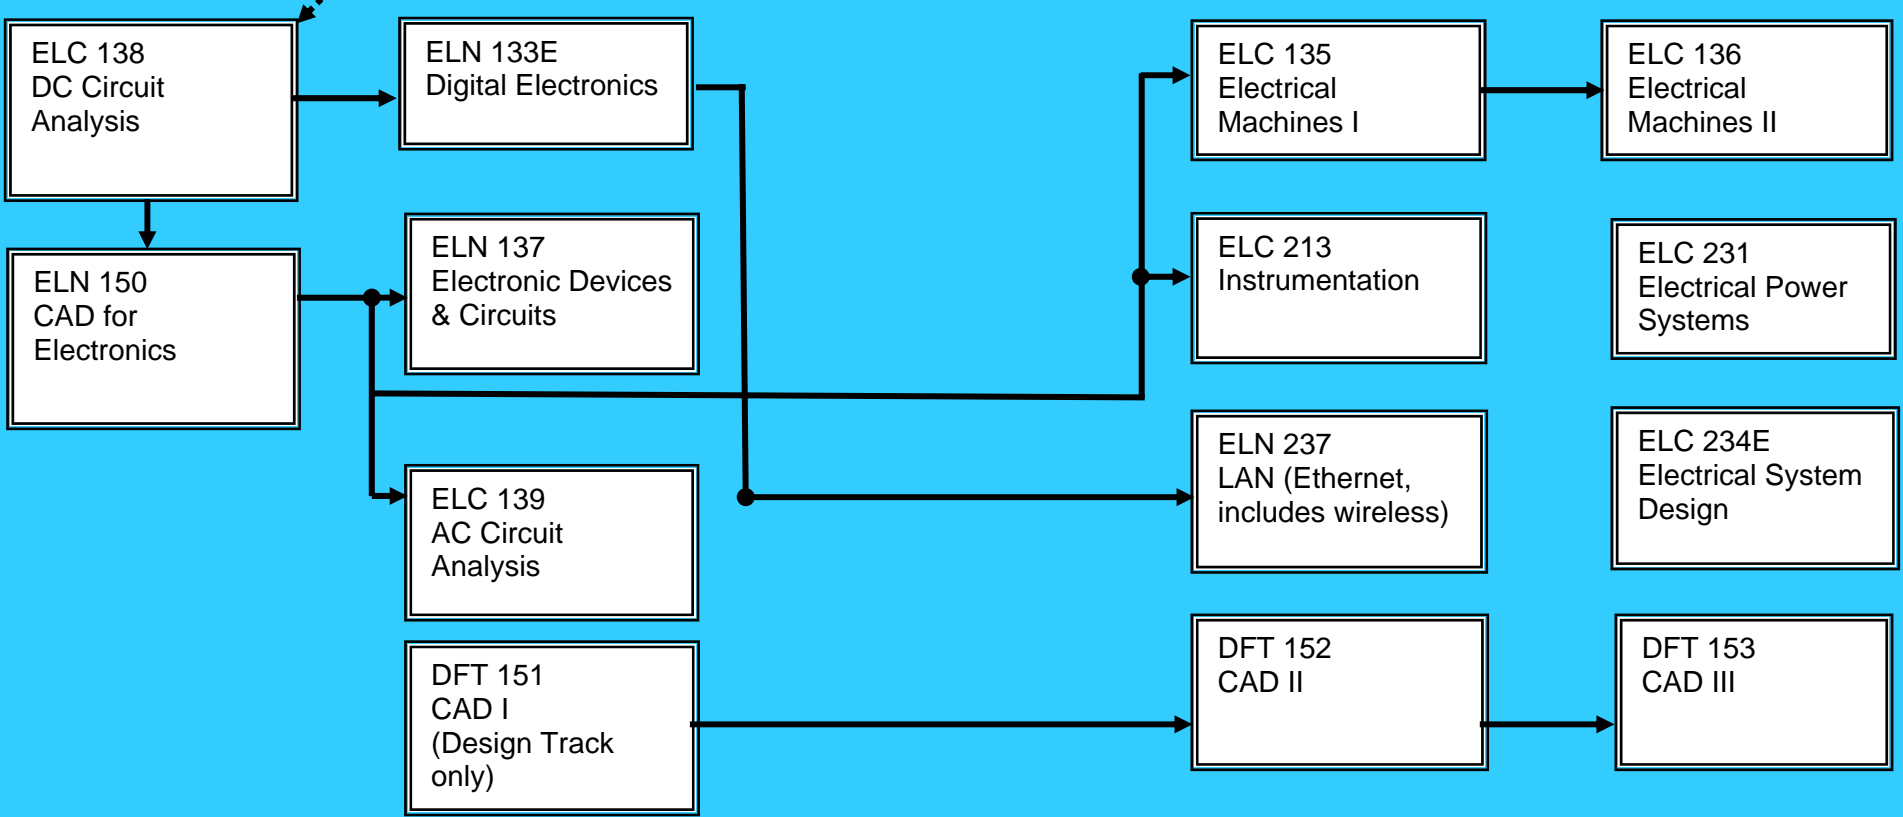 ELC 138
DC Circuit
Analysis
ELN 133E
Digital Electronics
ELC 135
Electrical
Machines I
ELC 136
Electrical
Machines II
ELN 150
CAD for
Electronics
ELN 137
Electronic Devices
& Circuits
ELC 213
Instrumentation
ELC 231
Electrical Power
Systems
ELC 139
AC Circuit
Analysis
ELN 237
LAN (Ethernet,
includes wireless)
ELC 234E
Electrical System
Design
DFT 151
CAD I
(Design Track
only)
DFT 152
CAD II
DFT 153
CAD III